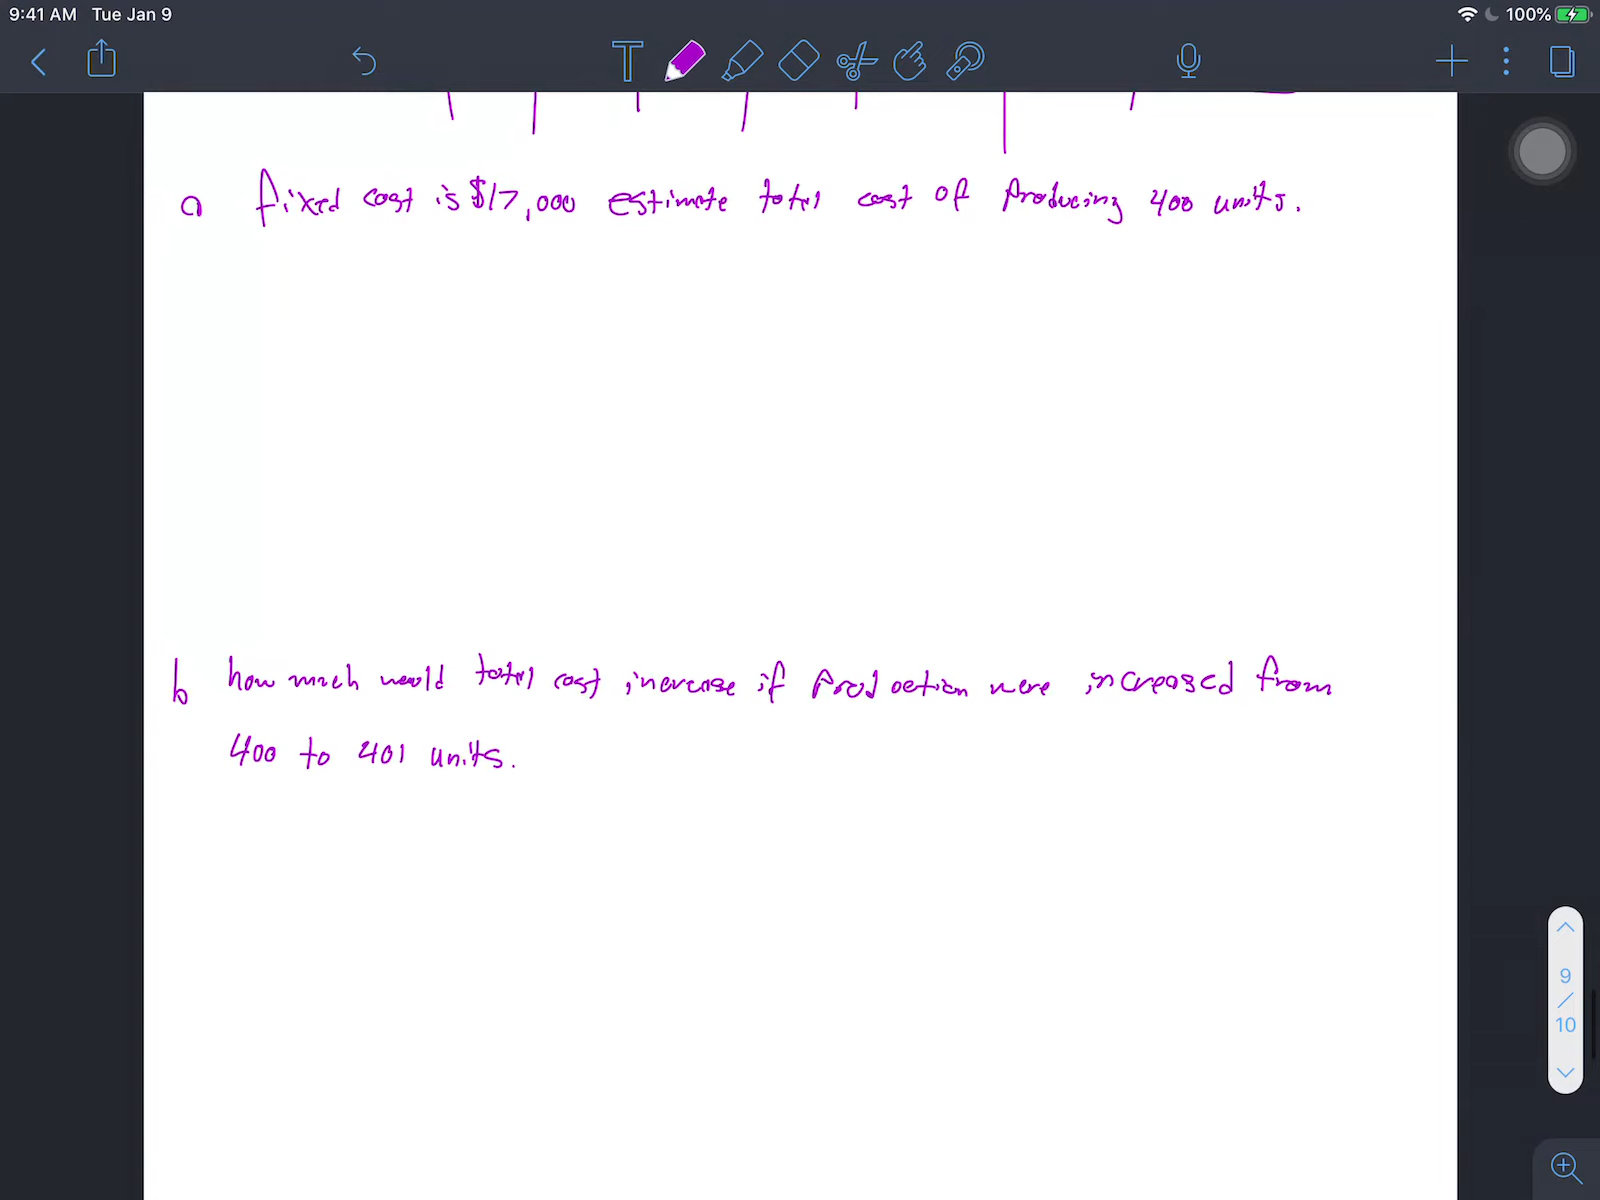 9:41 AM Tue Jan 9
100%
a fixed cost is $17,000 estimate total cost of producing 400 units.
b how much would total cost increase if production were increased from
400 to 401 units.
9
/
10